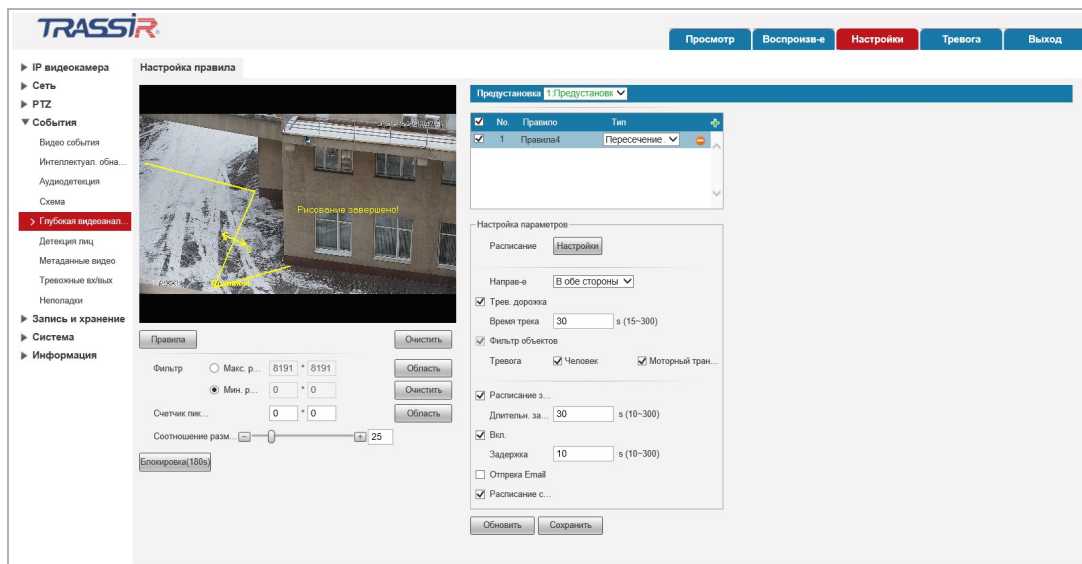 TRASSIR
Просмотр Воспроизв-е Настройки Тревога Выход
IP видеокамера
Сеть
PTZ
События
Видео события
Интеллектуал. обна...
Аудиодетекция
Схема
Глубокая видеоанал...
Детекция лиц
Метаданные видео
Тревожные вх/вых
Неполадки
Запись и хранение
Система
Информация
Настройка правила
Рисование завершено!
Правила Очистить
Фильтр Макс. р... 8191 * 8191 Область
Мин. р... 0 * 0 Очистить
Счетчик пик... 0 * 0 Область
Соотношение разм... 25
Блокировка(180s)
Предустановка 1:Предустановк
No. Правило Тип
1 Правила4 Пересечение
Настройка параметров
Расписание Настройки
Направ-е В обе стороны
Трев. дорожка
Время трека 30 s (15~300)
Фильтр объектов
Тревога Человек Моторный тран...
Расписание з...
Длительн. за... 30 s (10~300)
Вкл.
Задержка 10 s (10~300)
Отпрвка Email
Расписание с...
Обновить Сохранить